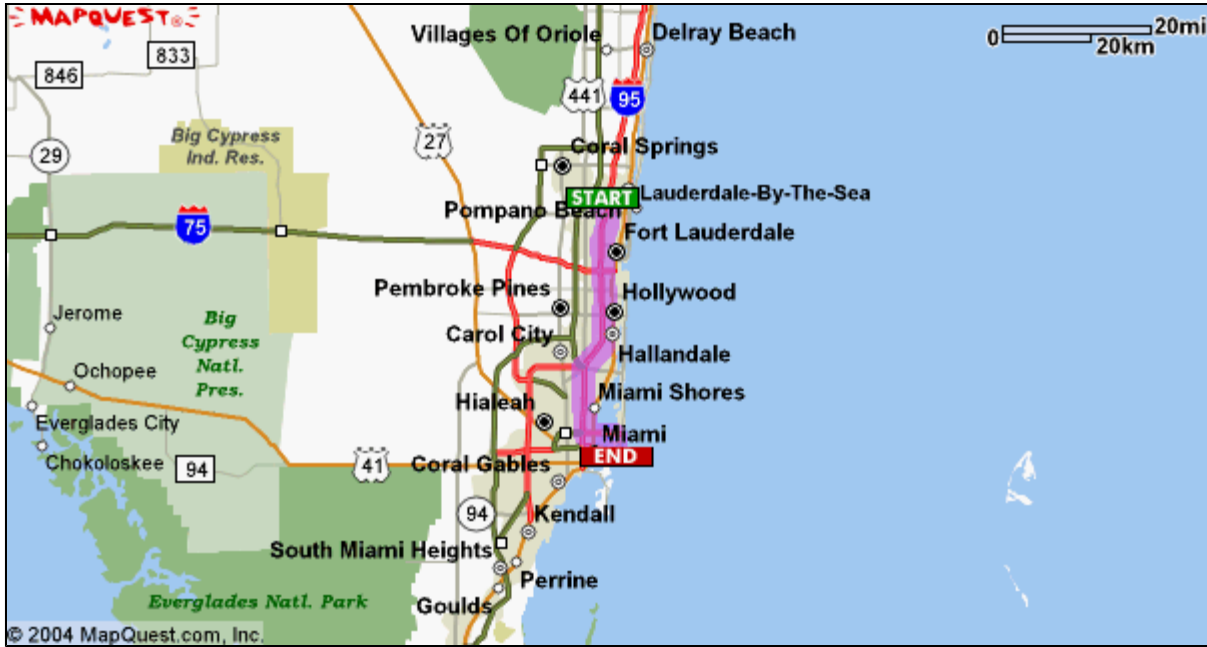 MAPQUEST®
Villages Of Oriole
Delray Beach
0 20mi
20km
833
846
441
95
27
Big Cypress
Ind. Res.
Coral Springs
29
START
Lauderdale-By-The-Sea
Pompano Beach
75
Fort Lauderdale
Pembroke Pines
Hollywood
Jerome
Big
Cypress
Natl.
Pres.
Carol City
Hallandale
Ochopee
Miami Shores
Hialeah
Everglades City
Miami
END
Chokoloskee
94
41
Coral Gables
94
Kendall
South Miami Heights
Perrine
Everglades Natl. Park
Goulds
© 2004 MapQuest.com, Inc.